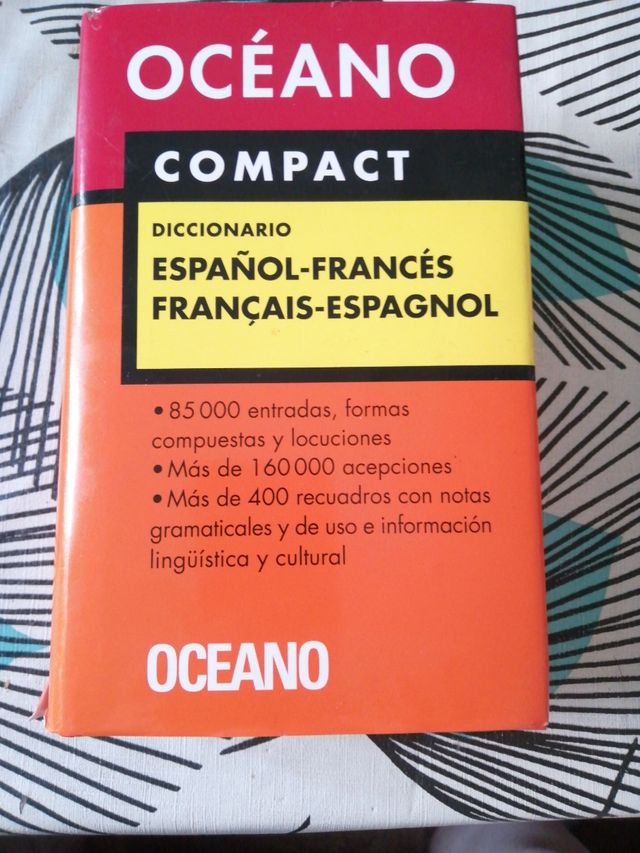 OCÉANO
COMPACT
DICCIONARIO
ESPAÑOL-FRANCÉS
FRANÇAIS-ESPAGNOL
• 85 000 entradas, formas
compuestas y locuciones
• Más de 160 000 acepciones
• Más de 400 recuadros con notas
gramaticales y de uso e información
lingüística y cultural
OCEANO